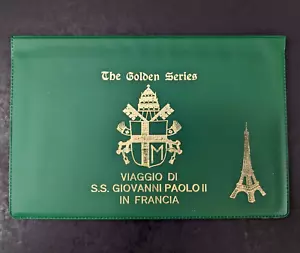 The Golden Series
M
VIAGGIO DI
S.S. GIOVANNI PAOLO II
IN FRANCIA